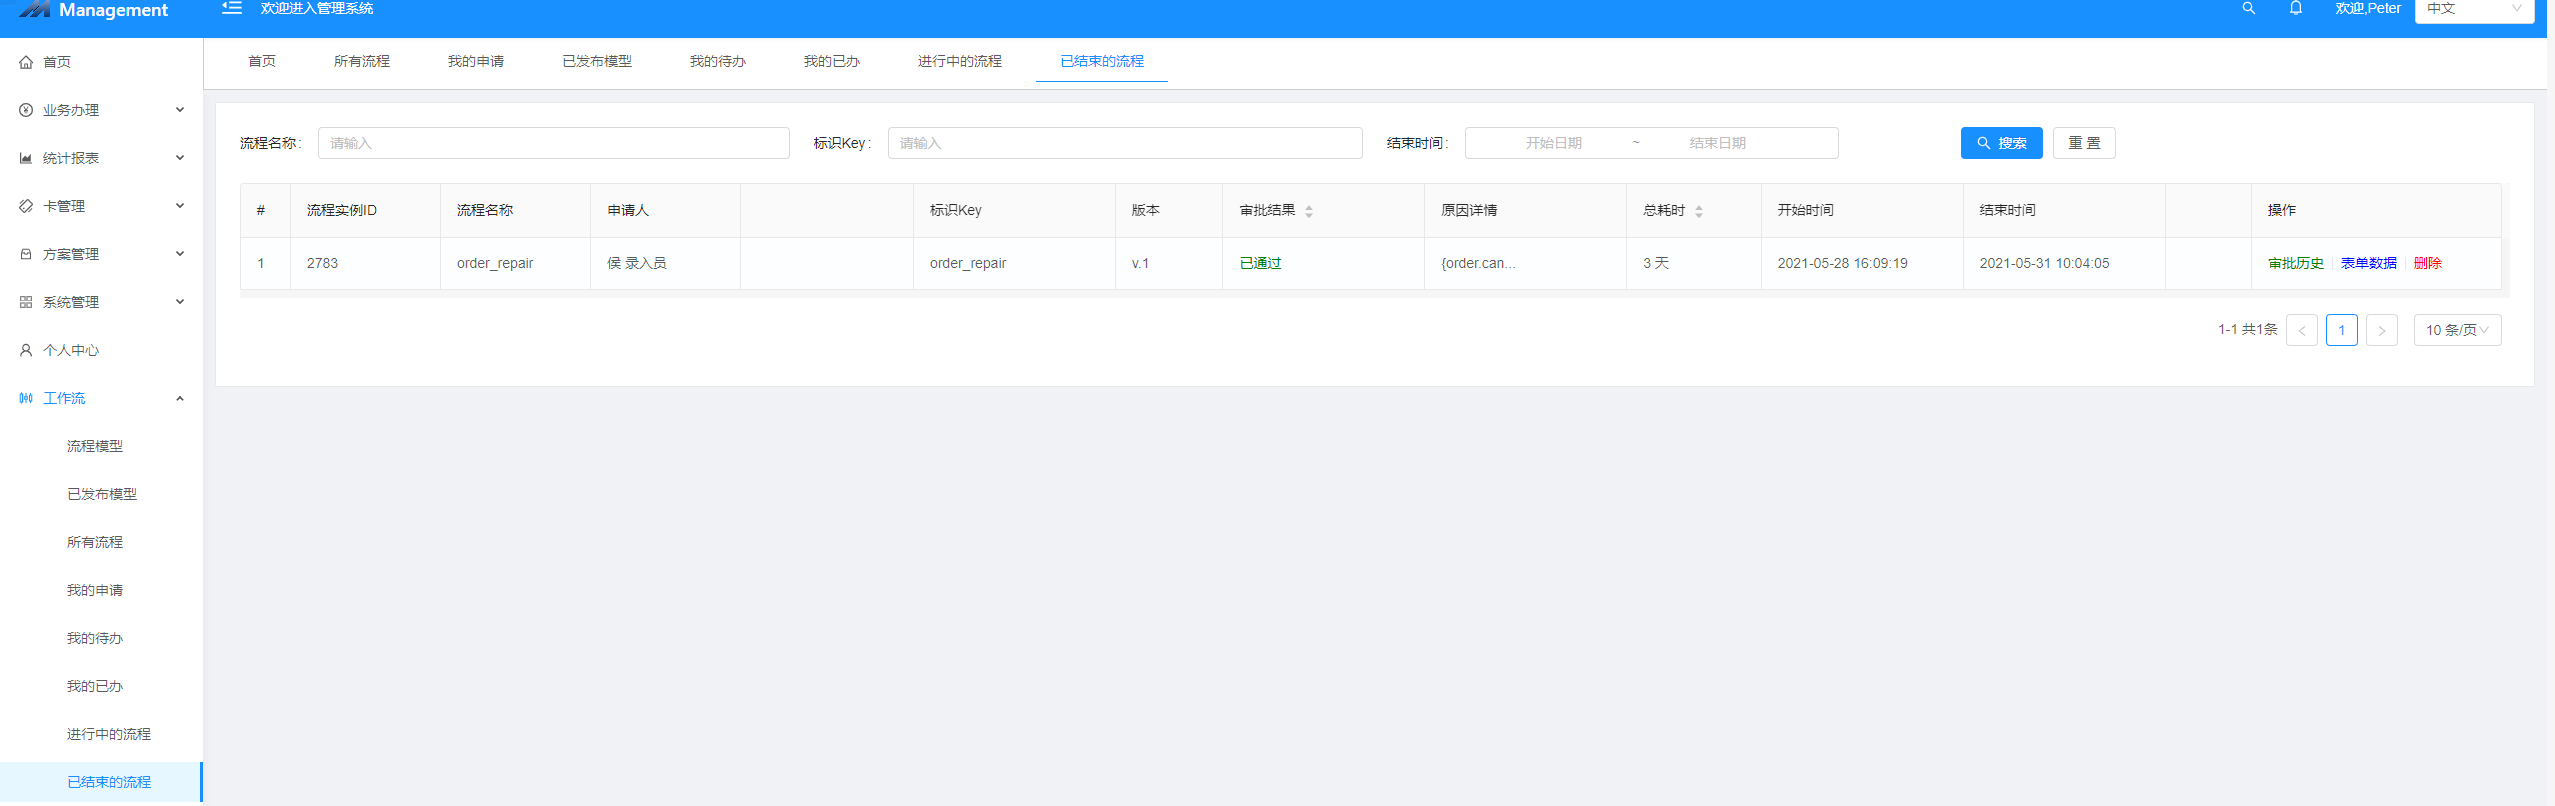 Management 欢迎进入管理系统 欢迎,Peter 中文
首页
业务办理
统计报表
卡管理
方案管理
系统管理
个人中心
工作流
流程模型
已发布模型
所有流程
我的申请
我的待办
我的已办
进行中的流程
已结束的流程
首页 所有流程 我的申请 已发布模型 我的待办 我的已办 进行中的流程 已结束的流程
流程名称: 请输入 标识Key: 请输入 结束时间: 开始日期 ~ 结束日期 搜索 重 置
# 流程实例ID 流程名称 申请人 标识Key 版本 审批结果 原因详情 总耗时 开始时间 结束时间 操作
1 2783 order_repair 侯 录入员 order_repair v.1 已通过 {order.can... 3 天 2021-05-28 16:09:19 2021-05-31 10:04:05 审批历史 表单数据 删除
1-1 共1条 < 1 > 10 条/页